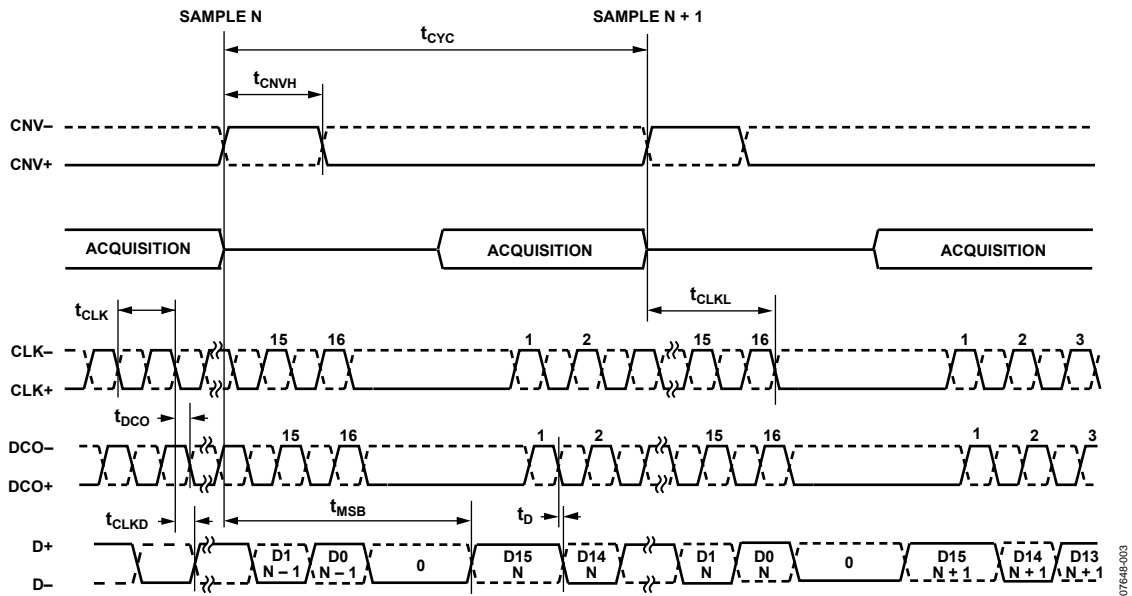 SAMPLE N SAMPLE N + 1
tCYC
tCNVH
CNV–
CNV+
ACQUISITION ACQUISITION ACQUISITION
tCLK tCLKL
15 16 1 2 15 16 1 2 3
CLK–
CLK+
tDCO
15 16 1 2 15 16 1 2 3
DCO–
DCO+
tCLKD tMSB tD
D+ D1 D0 D15 D14 D1 D0 D15 D14 D13
0 0
D– N – 1 N – 1 N N N N N + 1 N + 1 N + 1
07648-003